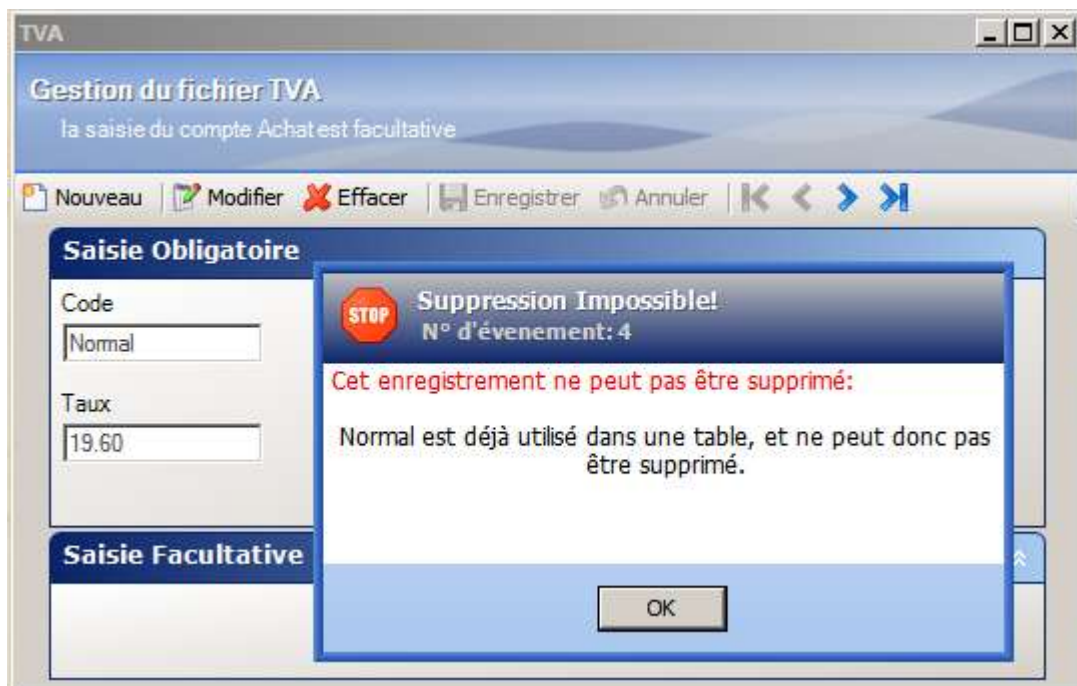 TVA
Gestion du fichier TVA
la saisie du compte Achat est facultative
Nouveau Modifier Effacer Enregistrer Annuler
Saisie Obligatoire
Code
Normal
Taux
19.60
STOP
Suppression Impossible!
N° d'évenement: 4
Cet enregistrement ne peut pas être supprimé:
Normal est déjà utilisé dans une table, et ne peut donc pas
être supprimé.
Saisie Facultative
OK